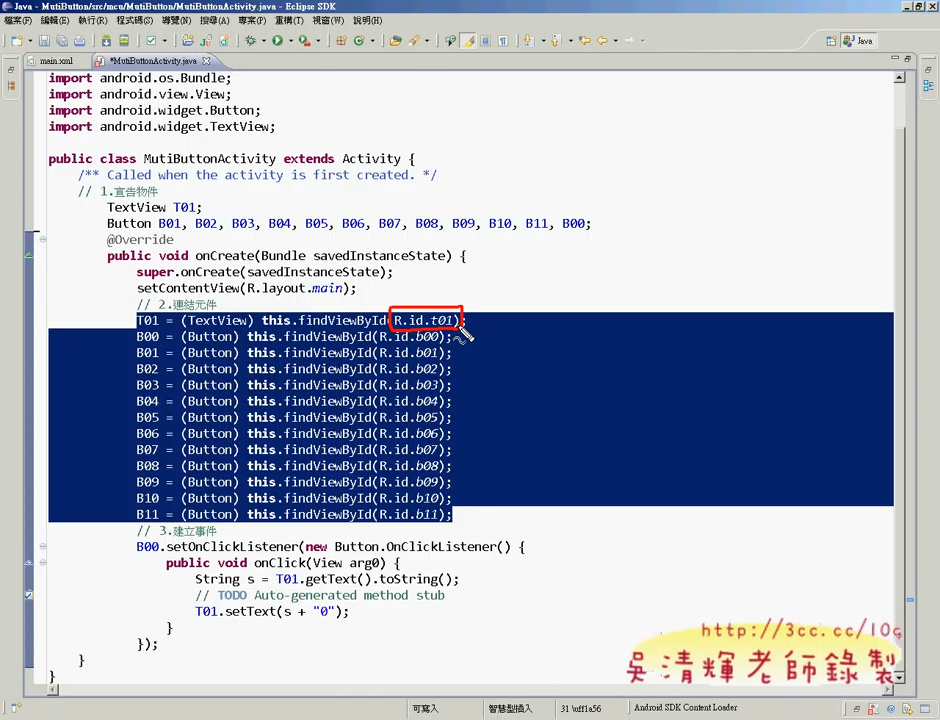 Java - MutiButton/src/mcu/MutiButton/MutiButtonActivity.java - Eclipse SDK
檔案(F) 編輯(E) 執行(R) 程式碼(S) 導覽(N) 搜尋(A) 專案(P) 重構(T) 視窗(W) 說明(H)
Java
main.xml *MutiButtonActivity.java
import android.os.Bundle;
import android.view.View;
import android.widget.Button;
import android.widget.TextView;
public class MutiButtonActivity extends Activity {
/** Called when the activity is first created. */
// 1.宣告物件
TextView T01;
Button B01, B02, B03, B04, B05, B06, B07, B08, B09, B10, B11, B00;
@Override
public void onCreate(Bundle savedInstanceState) {
super.onCreate(savedInstanceState);
setContentView(R.layout.main);
// 2.連結元件
T01 = (TextView) this.findViewById(R.id.t01);
B00 = (Button) this.findViewById(R.id.b00);
B01 = (Button) this.findViewById(R.id.b01);
B02 = (Button) this.findViewById(R.id.b02);
B03 = (Button) this.findViewById(R.id.b03);
B04 = (Button) this.findViewById(R.id.b04);
B05 = (Button) this.findViewById(R.id.b05);
B06 = (Button) this.findViewById(R.id.b06);
B07 = (Button) this.findViewById(R.id.b07);
B08 = (Button) this.findViewById(R.id.b08);
B09 = (Button) this.findViewById(R.id.b09);
B10 = (Button) this.findViewById(R.id.b10);
B11 = (Button) this.findViewById(R.id.b11);
// 3.建立事件
B00.setOnClickListener(new Button.OnClickListener() {
public void onClick(View arg0) {
String s = T01.getText().toString();
// TODO Auto-generated method stub
T01.setText(s + "0");
}
});
}
}
http://3cc.cc/10q
吳清輝老師錄製
可寫入 智慧型插入 31 \uff1a56 Android SDK Content Loader